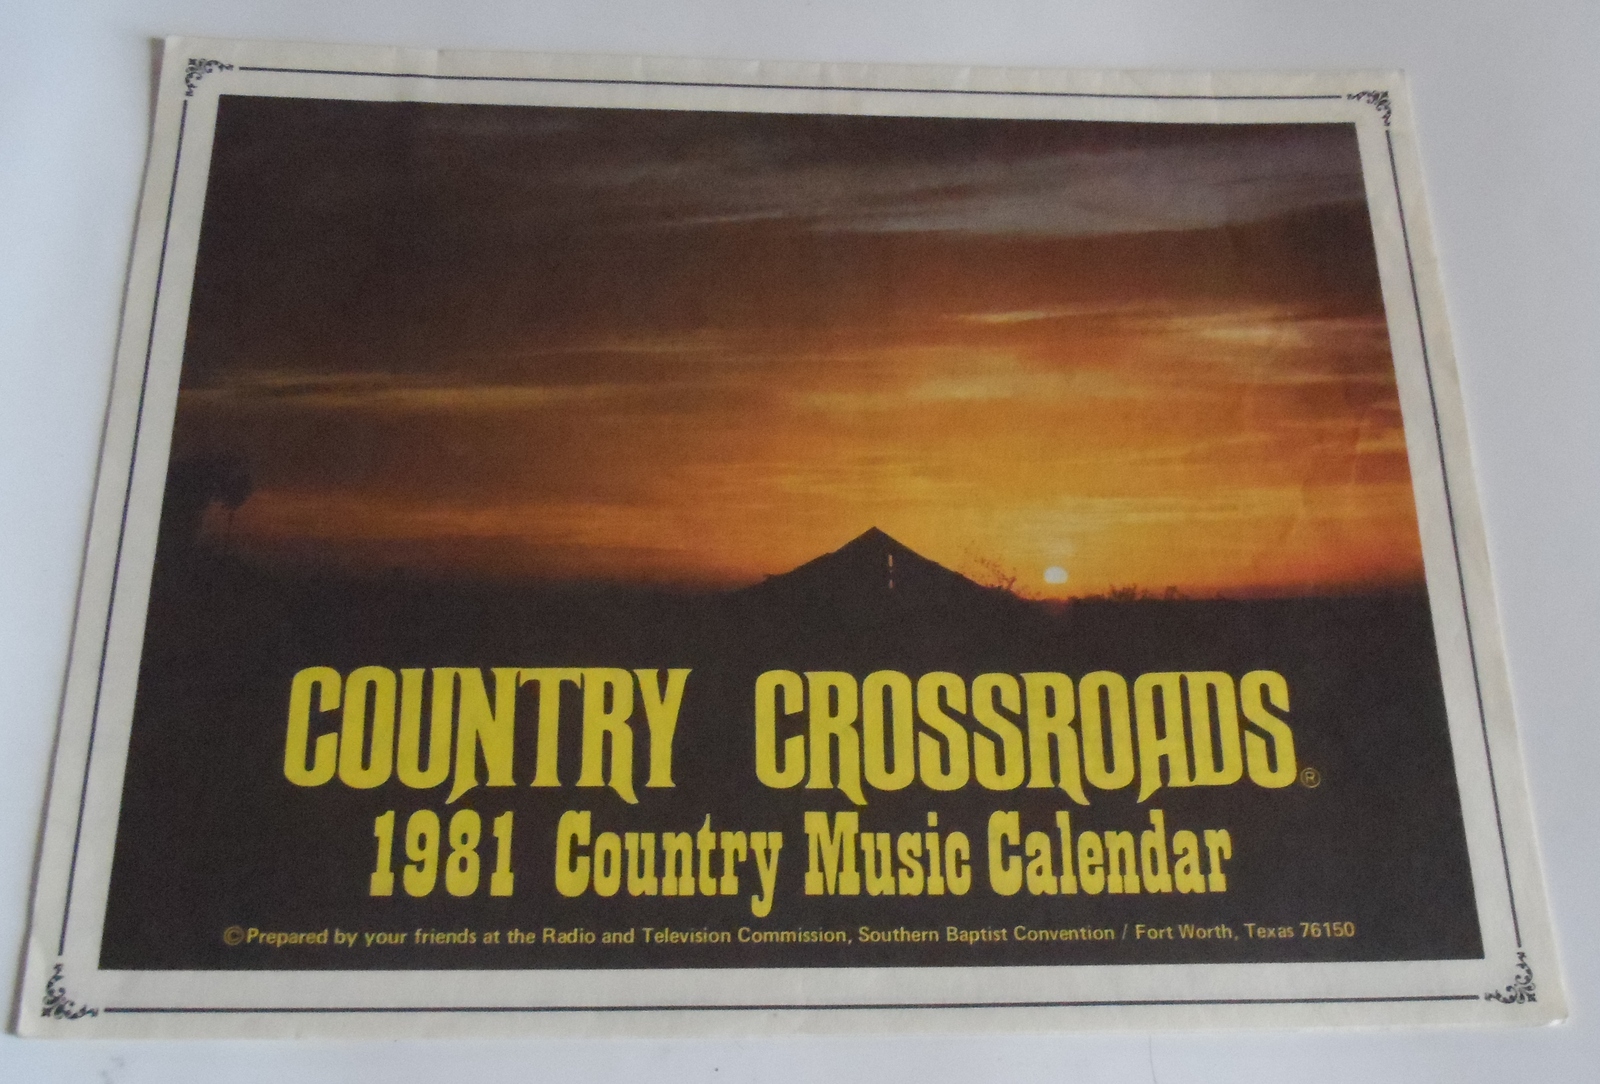 COUNTRY CROSSROADS®
1981 Country Music Calendar
©Prepared by your friends at the Radio and Television Commission, Southern Baptist Convention / Fort Worth, Texas 76150